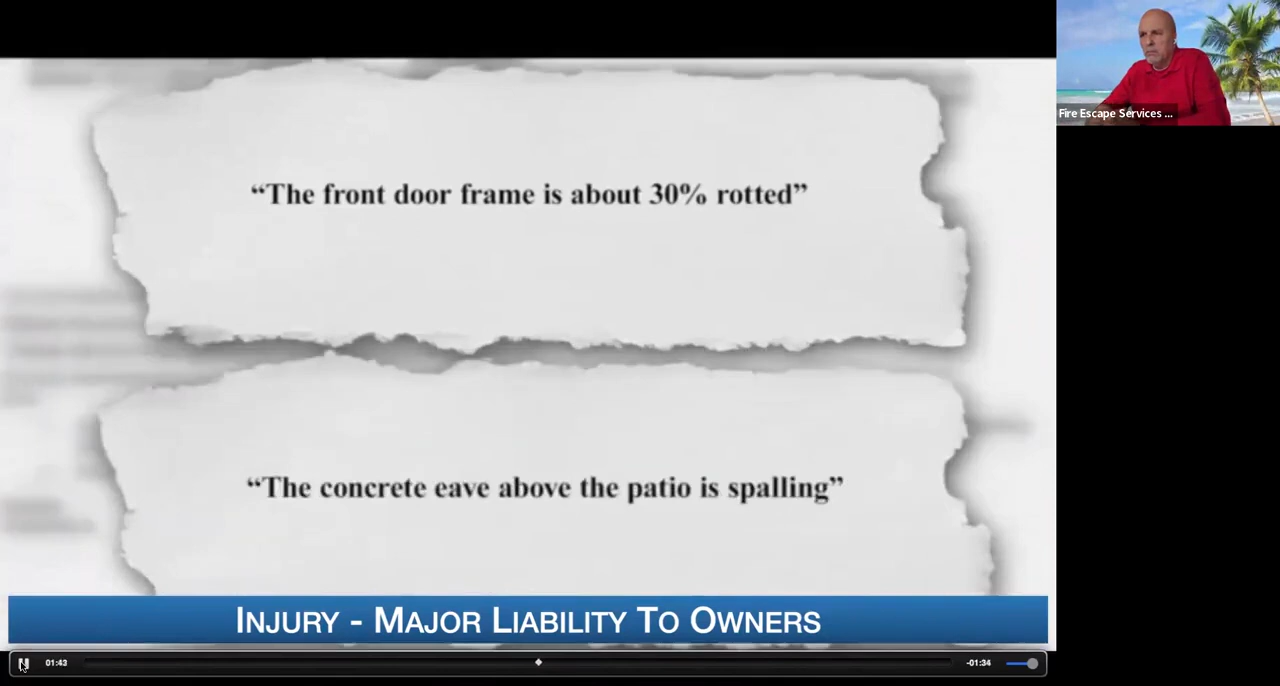 “The front door frame is about 30% rotted”
“The concrete eave above the patio is spalling”
INJURY - MAJOR LIABILITY TO OWNERS
01:43
-01:34
Fire Escape Services ...